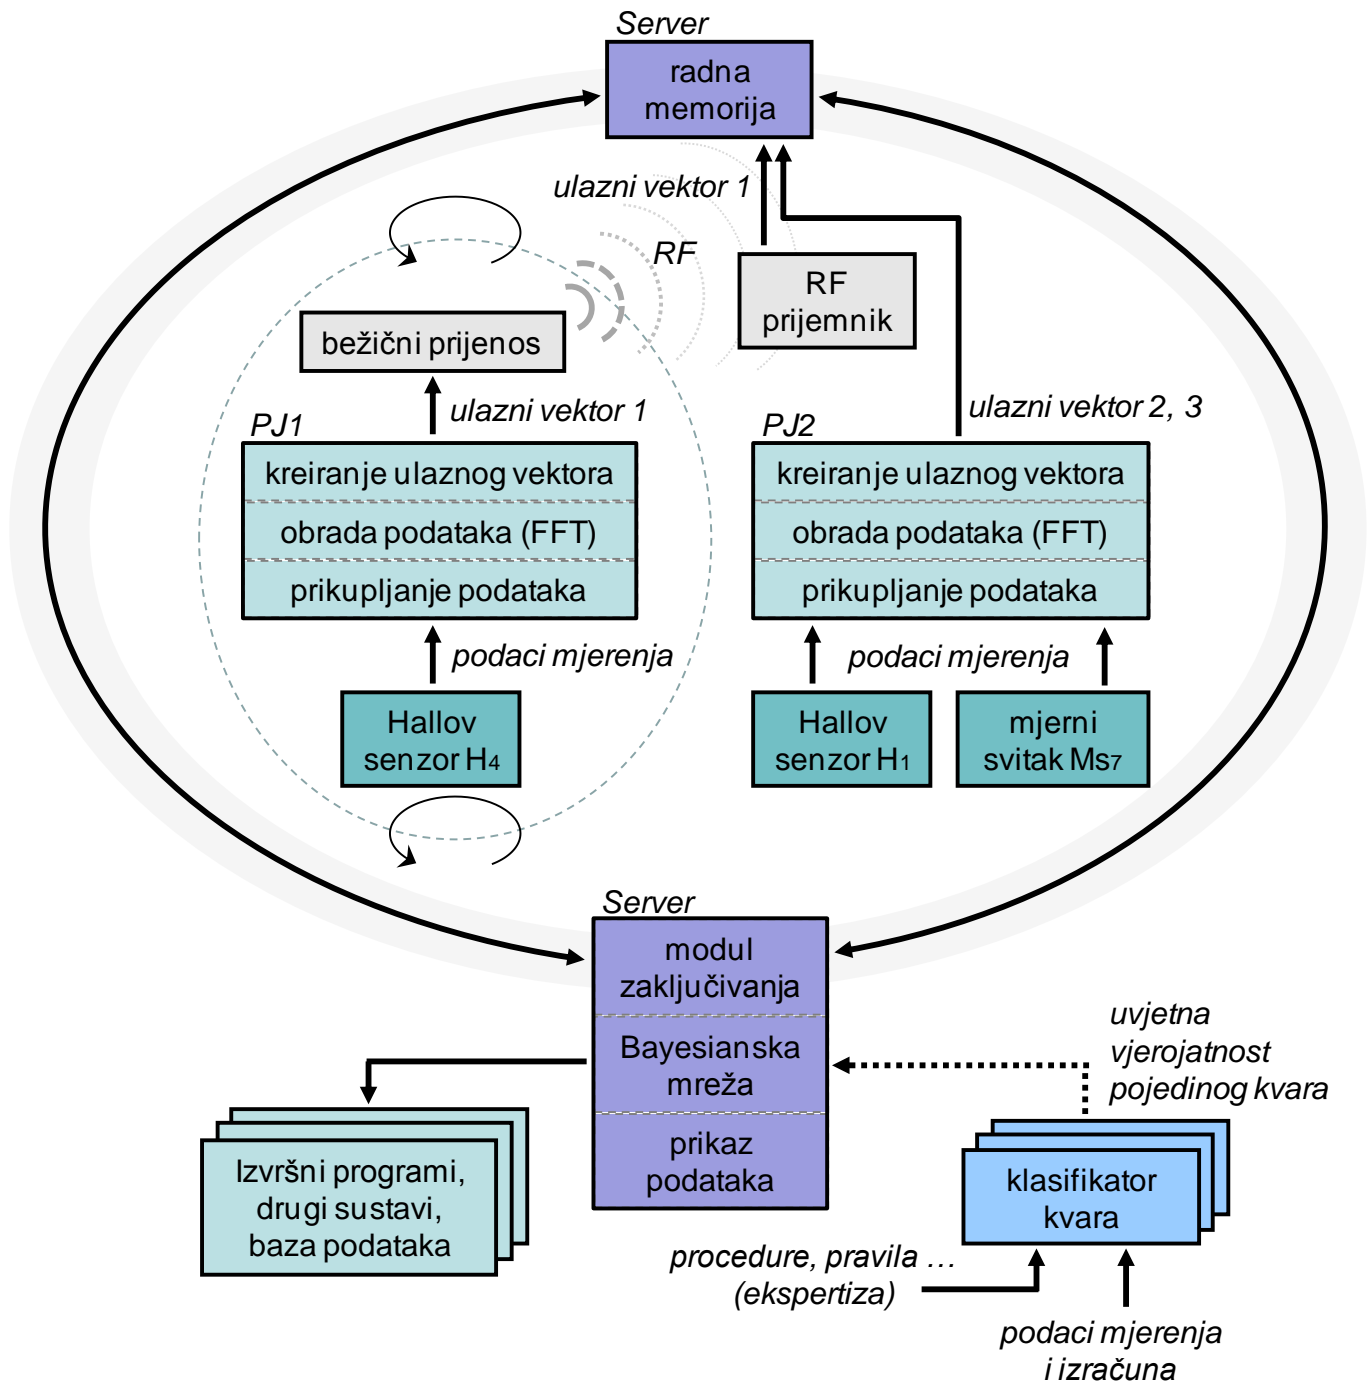 Server
radna
memorija
ulazni vektor 1
RF
RF
prijemnik
bežični prijenos
ulazni vektor 1
ulazni vektor 2, 3
PJ1
kreiranje ulaznog vektora
obrada podataka (FFT)
prikupljanje podataka
PJ2
kreiranje ulaznog vektora
obrada podataka (FFT)
prikupljanje podataka
podaci mjerenja
podaci mjerenja
Hallov
senzor H4
Hallov
senzor H1
mjerni
svitak Ms7
Server
modul
zaključivanja
Bayesianska
mreža
prikaz
podataka
uvjetna
vjerojatnost
pojedinog kvara
Izvršni programi,
drugi sustavi,
baza podataka
klasifikator
kvara
procedure, pravila …
(ekspertiza)
podaci mjerenja
i izračuna